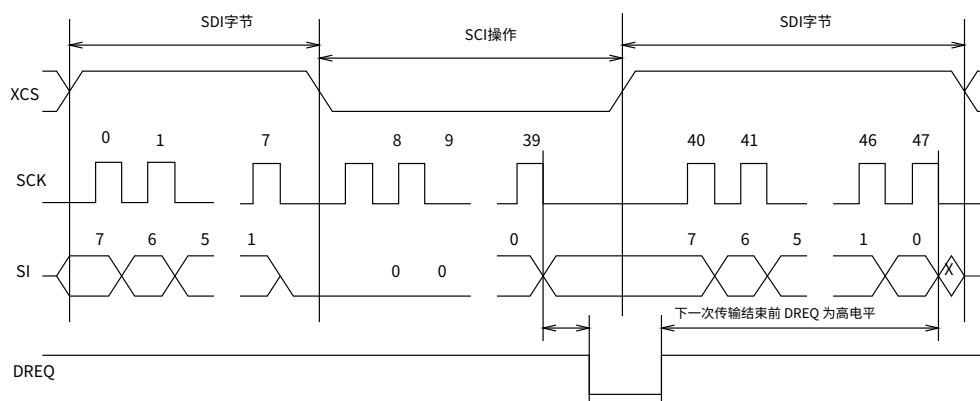 SDI字节
SCI操作
SDI字节
XCS
0 1 7 8 9 39 40 41 46 47
SCK
7 6 5 1 0 7 6 5 1 0
SI
0 0 X
下一次传输结束前 DREQ 为高电平
DREQ